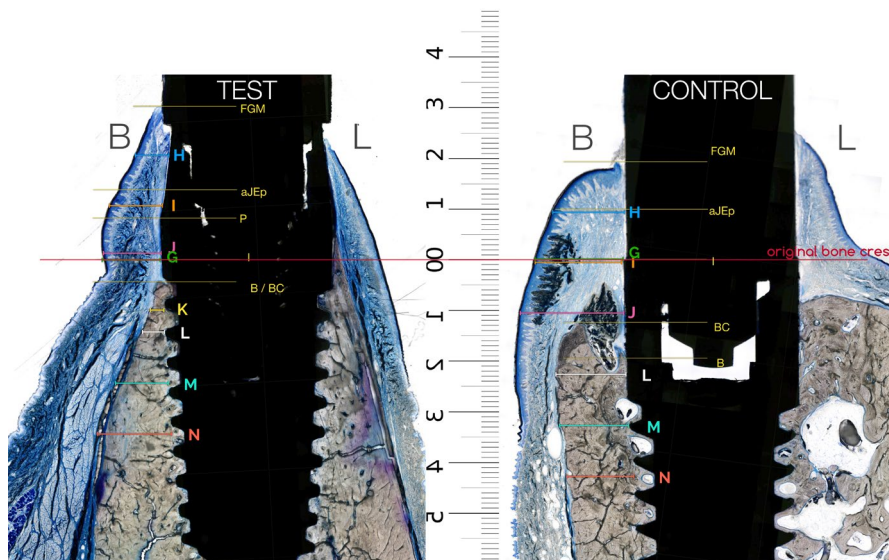 TEST
FGM
B
L
H
aJEp
I
P
J
G
I
B / BC
K
L
M
N
4
3
2
1
00
1
2
3
4
5
CONTROL
B
L
FGM
H
aJEp
G
I
I
original bone cres
J
BC
B
L
M
N